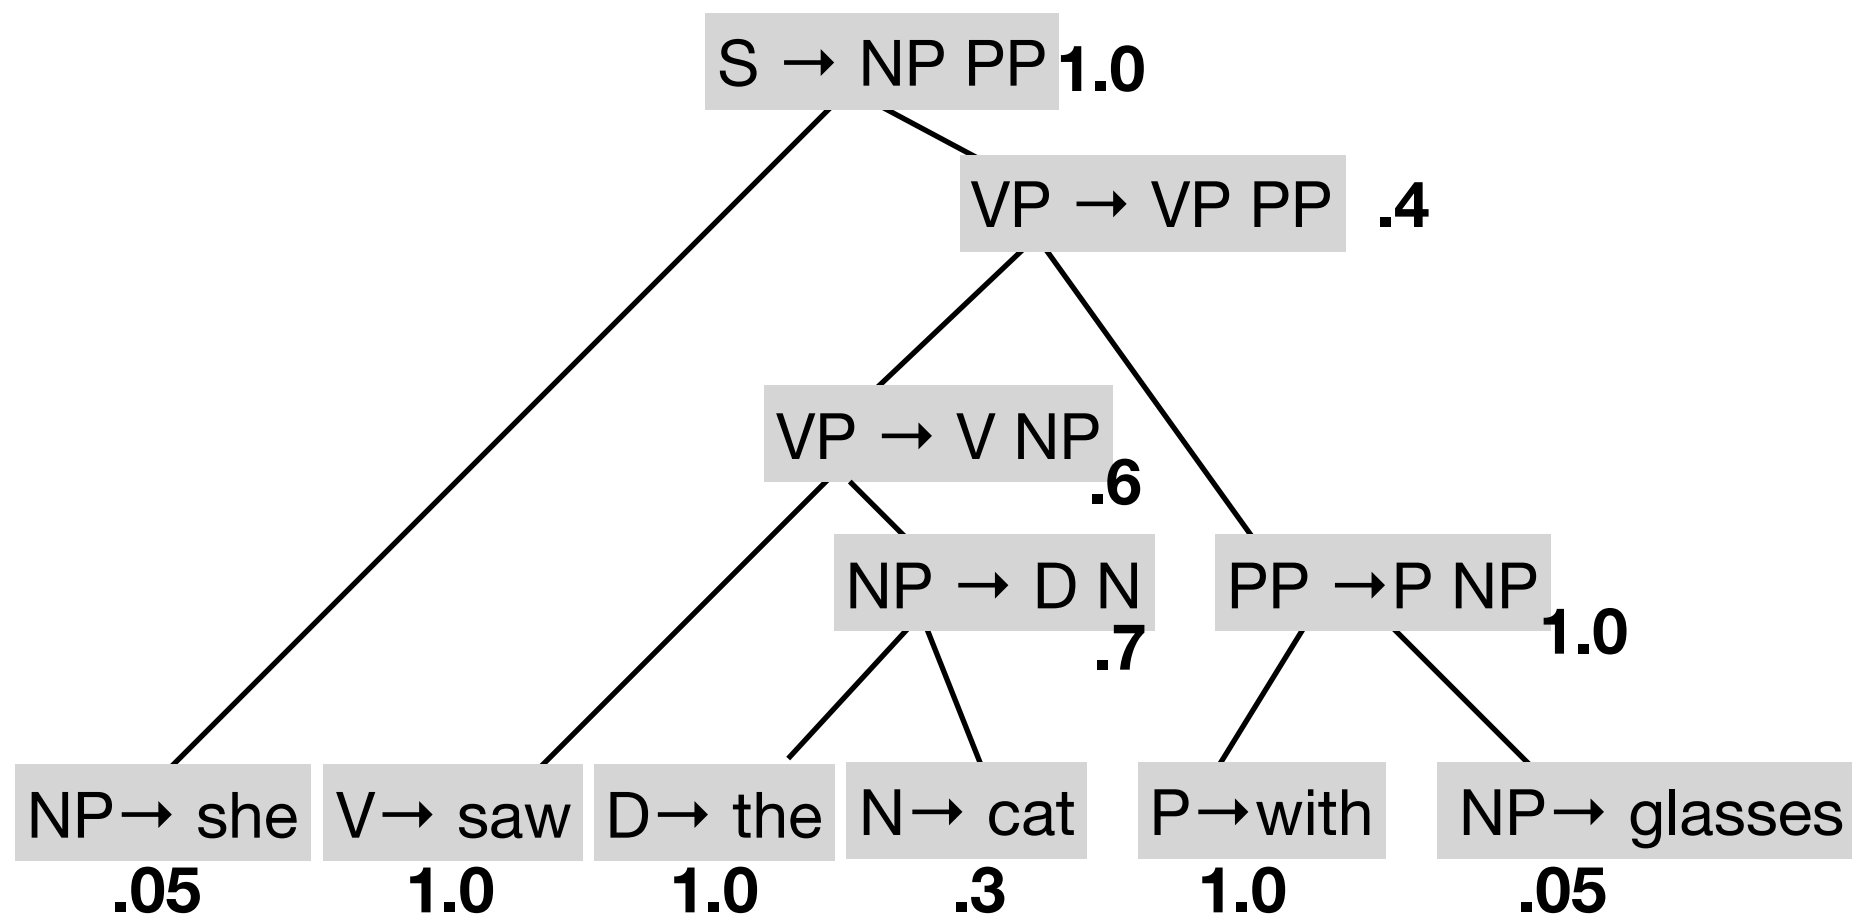 S → NP PP 1.0
VP → VP PP .4
VP → V NP
.6
NP → D N
.7
PP →P NP
1.0
NP→ she
.05
V→ saw
1.0
D→ the
1.0
N→ cat
.3
P→with
1.0
NP→ glasses
.05